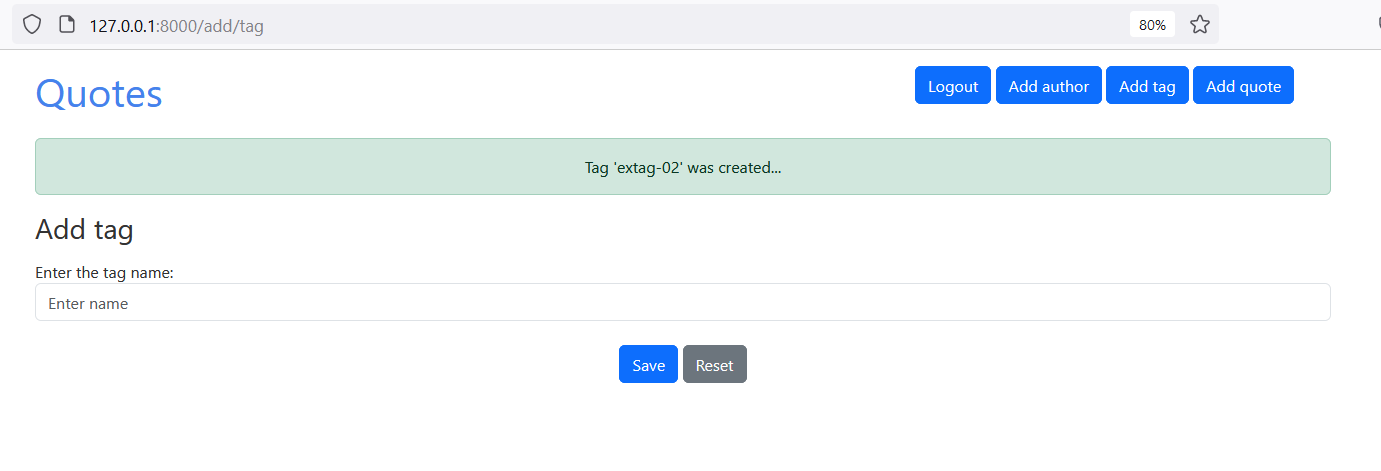 127.0.0.1:8000/add/tag 80%
Quotes Logout Add author Add tag Add quote
Tag 'extag-02' was created...
Add tag
Enter the tag name:
Enter name
Save Reset